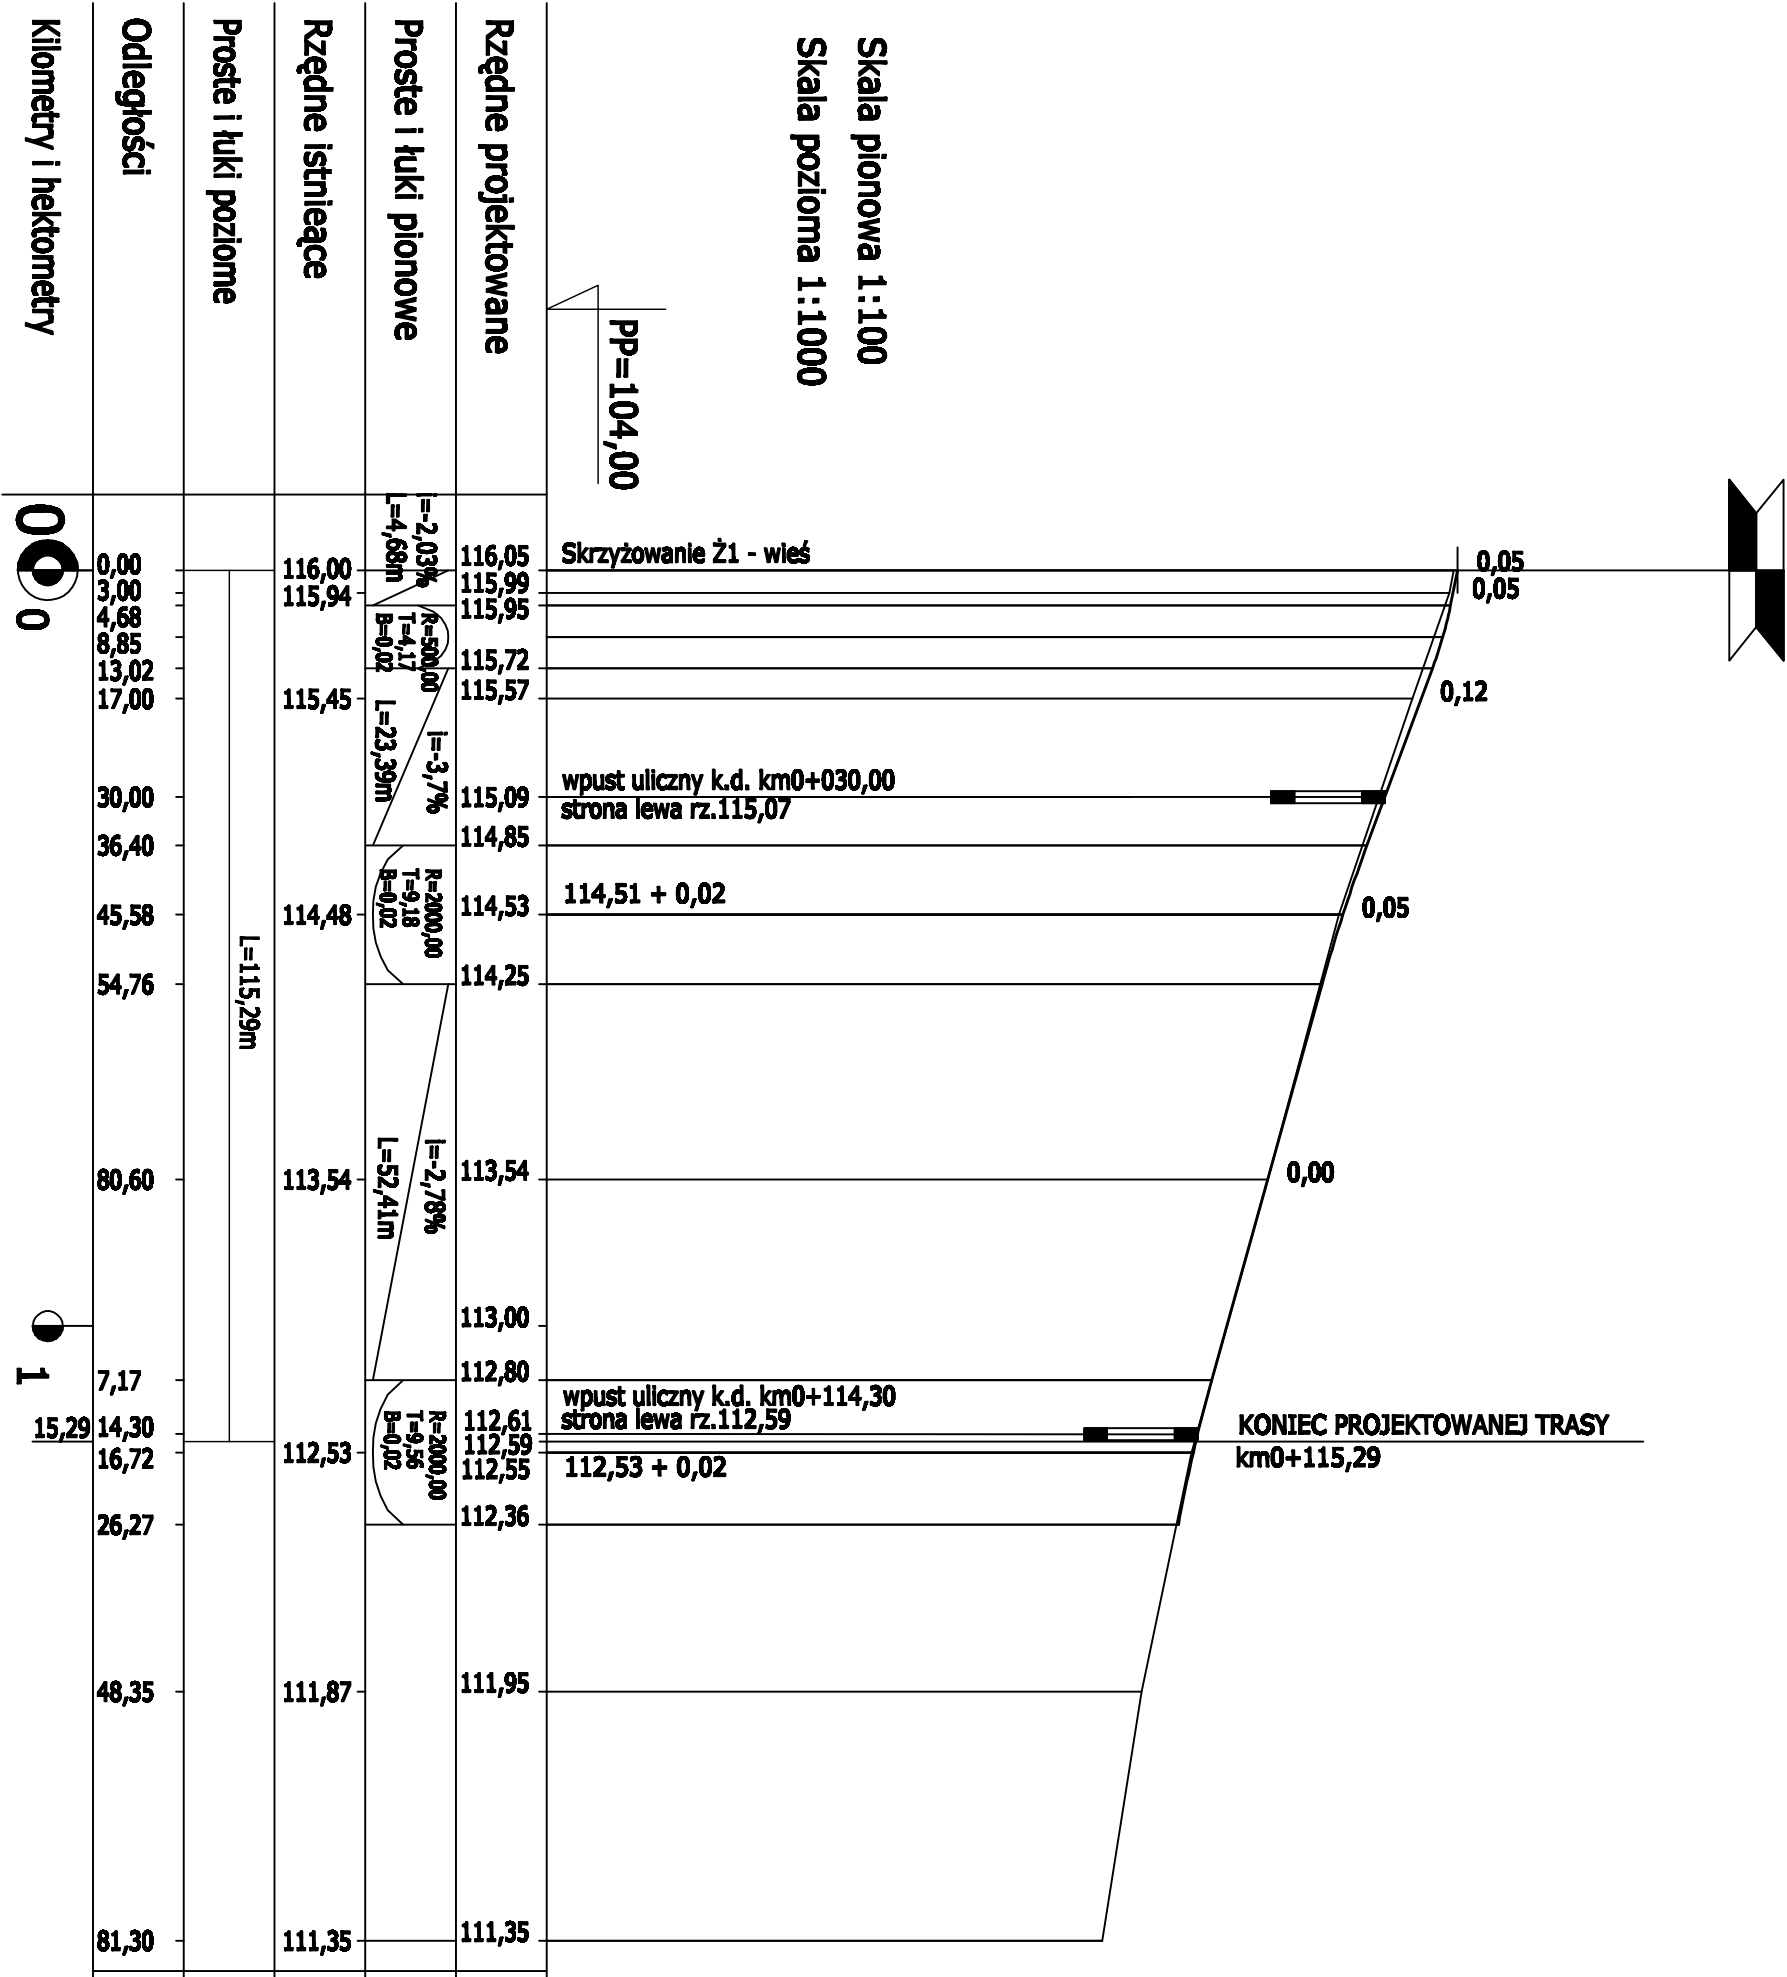 Skala pionowa 1:100
Skala pozioma 1:1000
PP=104,00
Rzędne projektowane
Proste i łuki pionowe
Rzędne istnieące
Proste i łuki poziome
Odległości
Kilometry i hektometry
0,05
0,05
0,12
0,05
0,00
KONIEC PROJEKTOWANEJ TRASY
km0+115,29
Skrzyżowanie Ż1 - wieś
wpust uliczny k.d. km0+030,00
strona lewa rz.115,07
114,51 + 0,02
wpust uliczny k.d. km0+114,30
strona lewa rz.112,59
112,53 + 0,02
116,05
115,99
115,95
115,72
115,57
115,09
114,85
114,53
114,25
113,54
113,00
112,80
112,61
112,59
112,55
112,36
111,95
111,35
i=-2,03%
L=4,68m
R=500,00
T=4,17
B=0,02
i=-3,7%
L=23,39m
R=2000,00
T=9,18
B=0,02
i=-2,78%
L=52,41m
R=2000,00
T=9,56
B=0,02
116,00
115,94
115,45
114,48
113,54
112,53
111,87
111,35
L=115,29m
0,00
3,00
4,68
8,85
13,02
17,00
30,00
36,40
45,58
54,76
80,60
7,17
14,30
16,72
26,27
48,35
81,30
15,29
0
0
1